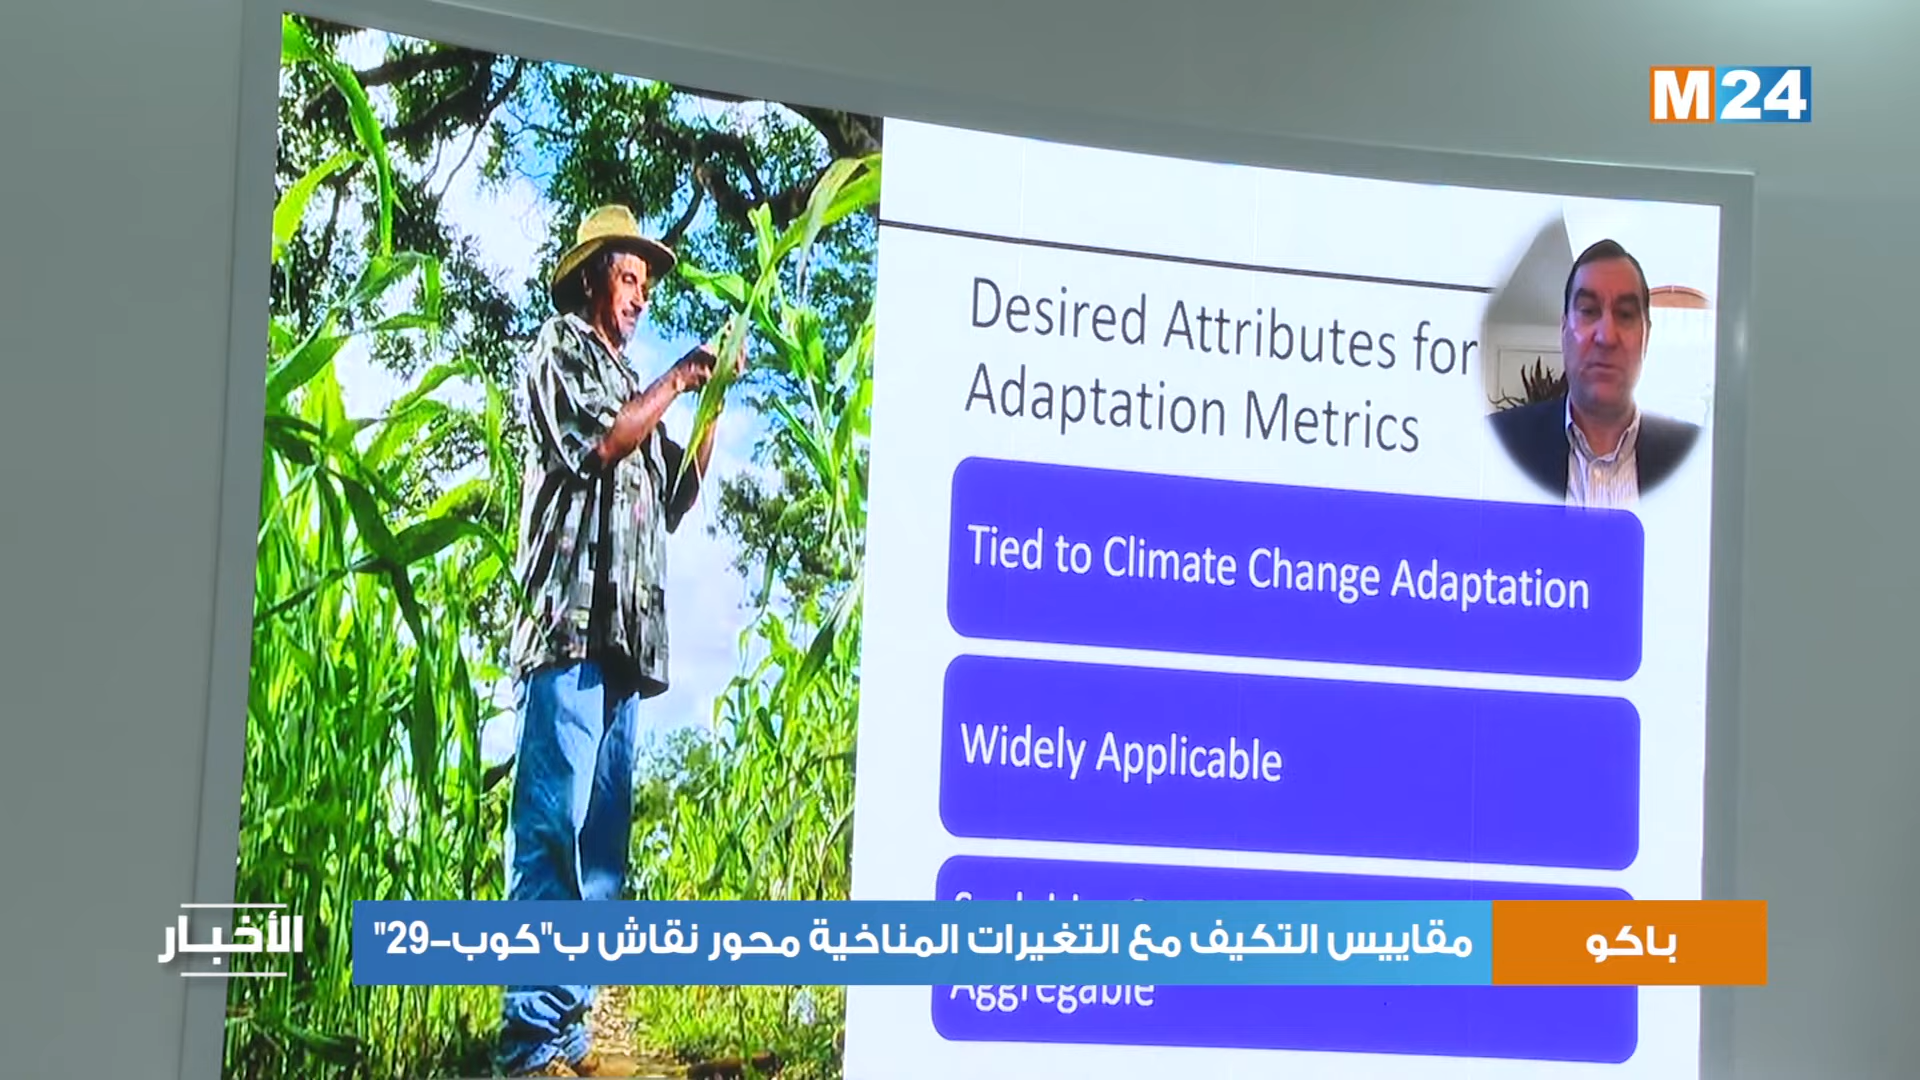 M24
Desired Attributes for
Adaptation Metrics
Tied to Climate Change Adaptation
Widely Applicable
Aggregable
باكو
مقاييس التكيف مع التغيرات المناخية محور نقاش ب"كوب-29"
الأخبار